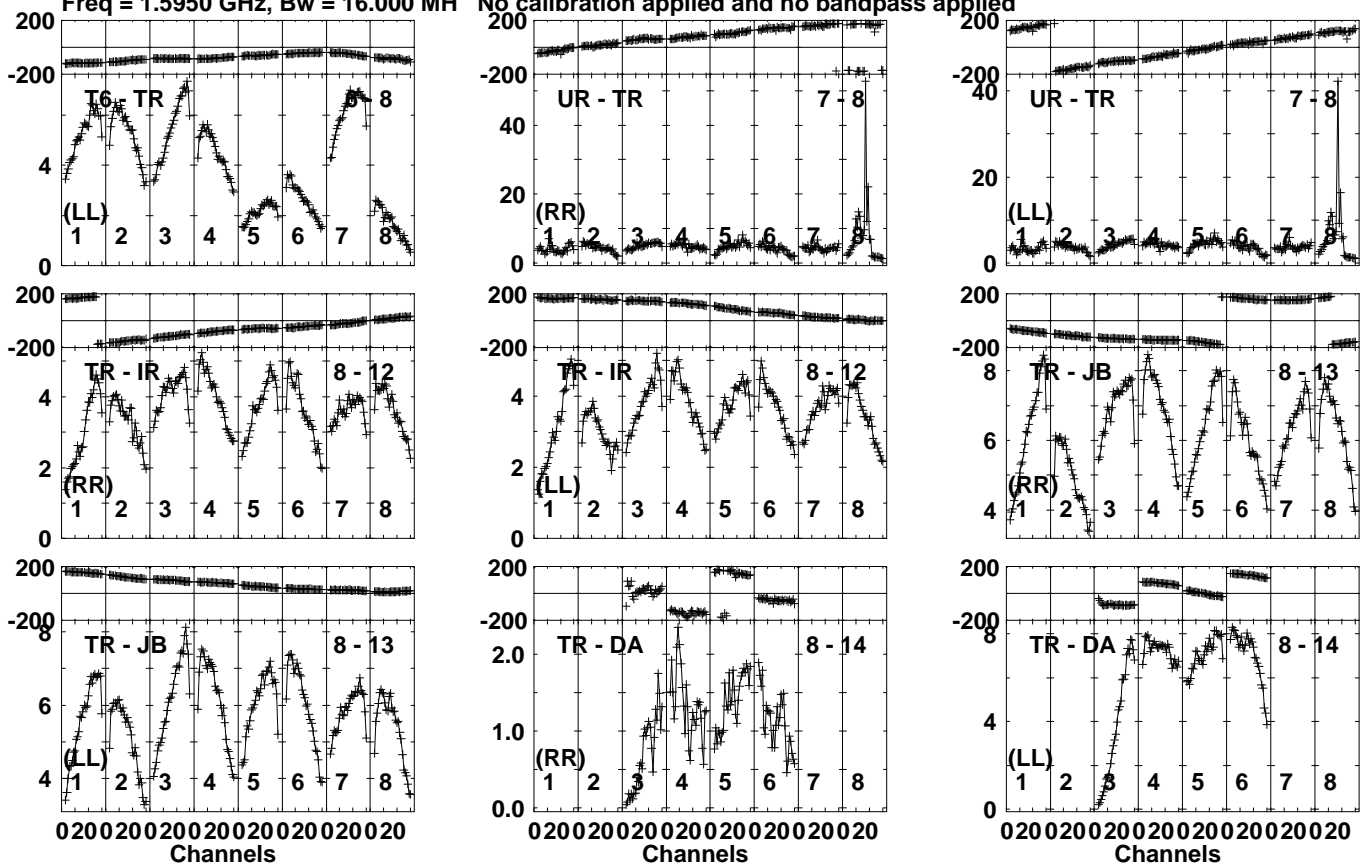 Freq = 1.5950 GHz, Bw = 16.000 MH No calibration applied and no bandpass applied
200 200 200
-200 -200 -200
T6 - TR 6 - 8 UR - TR 7 - 8 UR - TR 7 - 8
40 40
4 20 20
(LL) (RR) (LL)
1 2 3 4 5 6 7 8 1 2 3 4 5 6 7 8 1 2 3 4 5 6 7 8
0 0 0
200 200 200
-200 -200 -200
TR - IR 8 - 12 TR - IR 8 - 12 TR - JB 8 - 13
4 4 8
2 2 6
(RR) (LL) (RR)
1 2 3 4 5 6 7 8 1 2 3 4 5 6 7 8 1 2 3 4 5 6 7 8
0 0 4
200 200 200
-200 -200 -200
8 TR - JB 8 - 13 TR - DA 8 - 14 8 TR - DA 8 - 14
2.0
6 1.0 4
(LL) (RR) (LL)
4 1 2 3 4 5 6 7 8 1 2 3 4 5 6 7 8 1 2 3 4 5 6 7 8
0.0 0
0 20 0 20 0 20 0 20 0 20 0 20 0 20 0 20 0 20 0 20 0 20 0 20 0 20 0 20 0 20 0 20 0 20 0 20 0 20 0 20 0 20 0 20 0 20 0 20
Channels Channels Channels